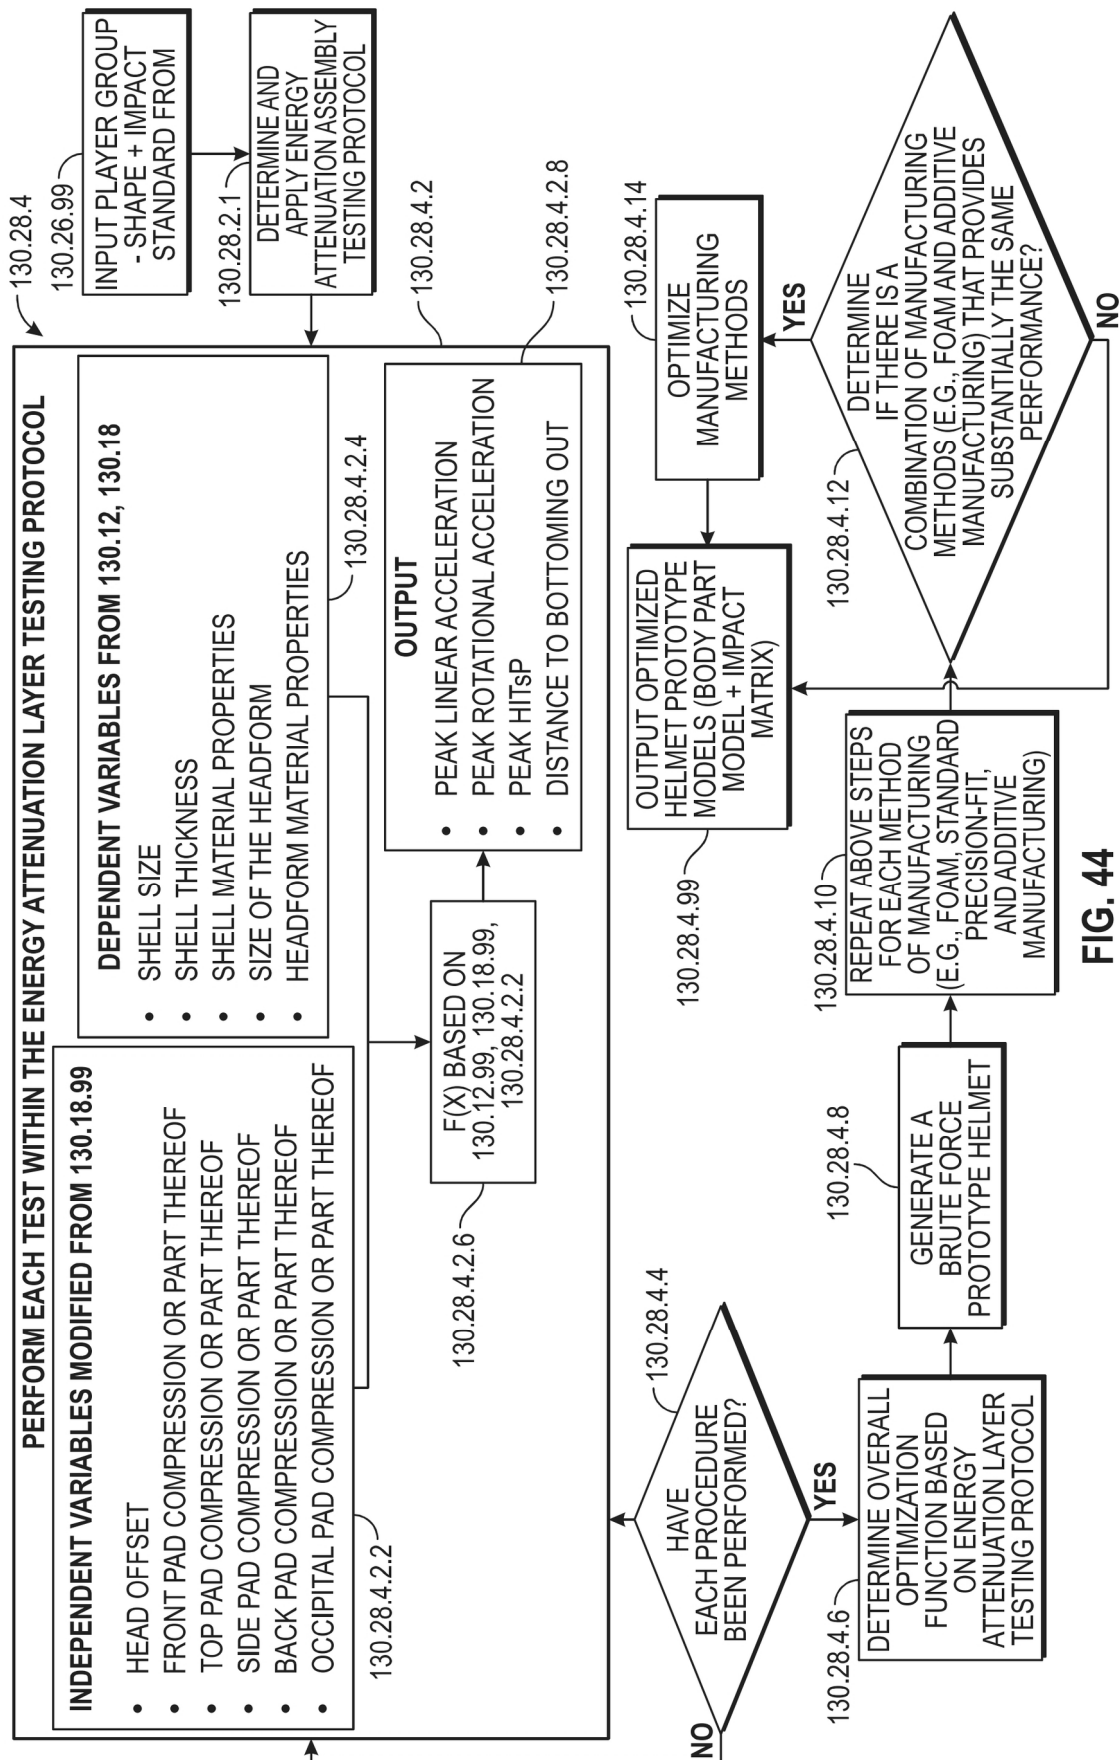 130.28.4
130.26.99
INPUT PLAYER GROUP
- SHAPE + IMPACT
STANDARD FROM
130.28.2.1
DETERMINE AND
APPLY ENERGY
ATTENUATION ASSEMBLY
TESTING PROTOCOL
130.28.4.2
PERFORM EACH TEST WITHIN THE ENERGY ATTENUATION LAYER TESTING PROTOCOL
INDEPENDENT VARIABLES MODIFIED FROM 130.18.99
• HEAD OFFSET
• FRONT PAD COMPRESSION OR PART THEREOF
• TOP PAD COMPRESSION OR PART THEREOF
• SIDE PAD COMPRESSION OR PART THEREOF
• BACK PAD COMPRESSION OR PART THEREOF
• OCCIPITAL PAD COMPRESSION OR PART THEREOF
130.28.4.2.2
DEPENDENT VARIABLES FROM 130.12, 130.18
• SHELL SIZE
• SHELL THICKNESS
• SHELL MATERIAL PROPERTIES
• SIZE OF THE HEADFORM
• HEADFORM MATERIAL PROPERTIES
130.28.4.2.4
F(X) BASED ON
130.12.99, 130.18.99,
130.28.4.2.2
130.28.4.2.6
OUTPUT
• PEAK LINEAR ACCELERATION
• PEAK ROTATIONAL ACCELERATION
• PEAK HITsP
• DISTANCE TO BOTTOMING OUT
130.28.4.2.8
HAVE
EACH PROCEDURE
BEEN PERFORMED?
130.28.4.4
NO
YES
DETERMINE OVERALL
OPTIMIZATION
FUNCTION BASED
ON ENERGY
ATTENUATION LAYER
TESTING PROTOCOL
130.28.4.6
GENERATE A
BRUTE FORCE
PROTOTYPE HELMET
130.28.4.8
130.28.4.10
REPEAT ABOVE STEPS
FOR EACH METHOD
OF MANUFACTURING
(E.G., FOAM, STANDARD
PRECISION-FIT,
AND ADDITIVE
MANUFACTURING)
130.28.4.12
DETERMINE
IF THERE IS A
COMBINATION OF MANUFACTURING
METHODS (E.G., FOAM AND ADDITIVE
MANUFACTURING) THAT PROVIDES
SUBSTANTIALLY THE SAME
PERFORMANCE?
YES
NO
130.28.4.14
OPTIMIZE
MANUFACTURING
METHODS
OUTPUT OPTIMIZED
HELMET PROTOTYPE
MODELS (BODY PART
MODEL + IMPACT
MATRIX)
130.28.4.99
FIG. 44